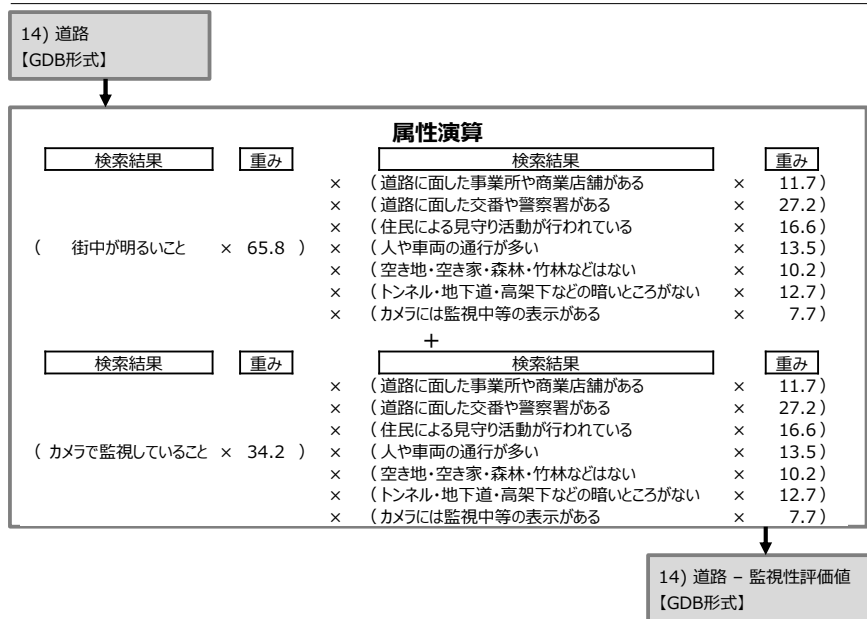 14) 道路
【GDB形式】
属性演算
検索結果 重み 検索結果 重み
× （道路に面した事業所や商業店舗がある × 11.7）
× （道路に面した交番や警察署がある × 27.2）
× （住民による見守り活動が行われている × 16.6）
（ 街中が明るいこと × 65.8 ） × （人や車両の通行が多い × 13.5）
× （空き地・空き家・森林・竹林などはない × 10.2）
× （トンネル・地下道・高架下などの暗いところがない × 12.7）
× （カメラには監視中等の表示がある × 7.7）
＋
検索結果 重み 検索結果 重み
× （道路に面した事業所や商業店舗がある × 11.7）
× （道路に面した交番や警察署がある × 27.2）
× （住民による見守り活動が行われている × 16.6）
（ カメラで監視していること × 34.2 ） × （人や車両の通行が多い × 13.5）
× （空き地・空き家・森林・竹林などはない × 10.2）
× （トンネル・地下道・高架下などの暗いところがない × 12.7）
× （カメラには監視中等の表示がある × 7.7）
14) 道路 – 監視性評価値
【GDB形式】